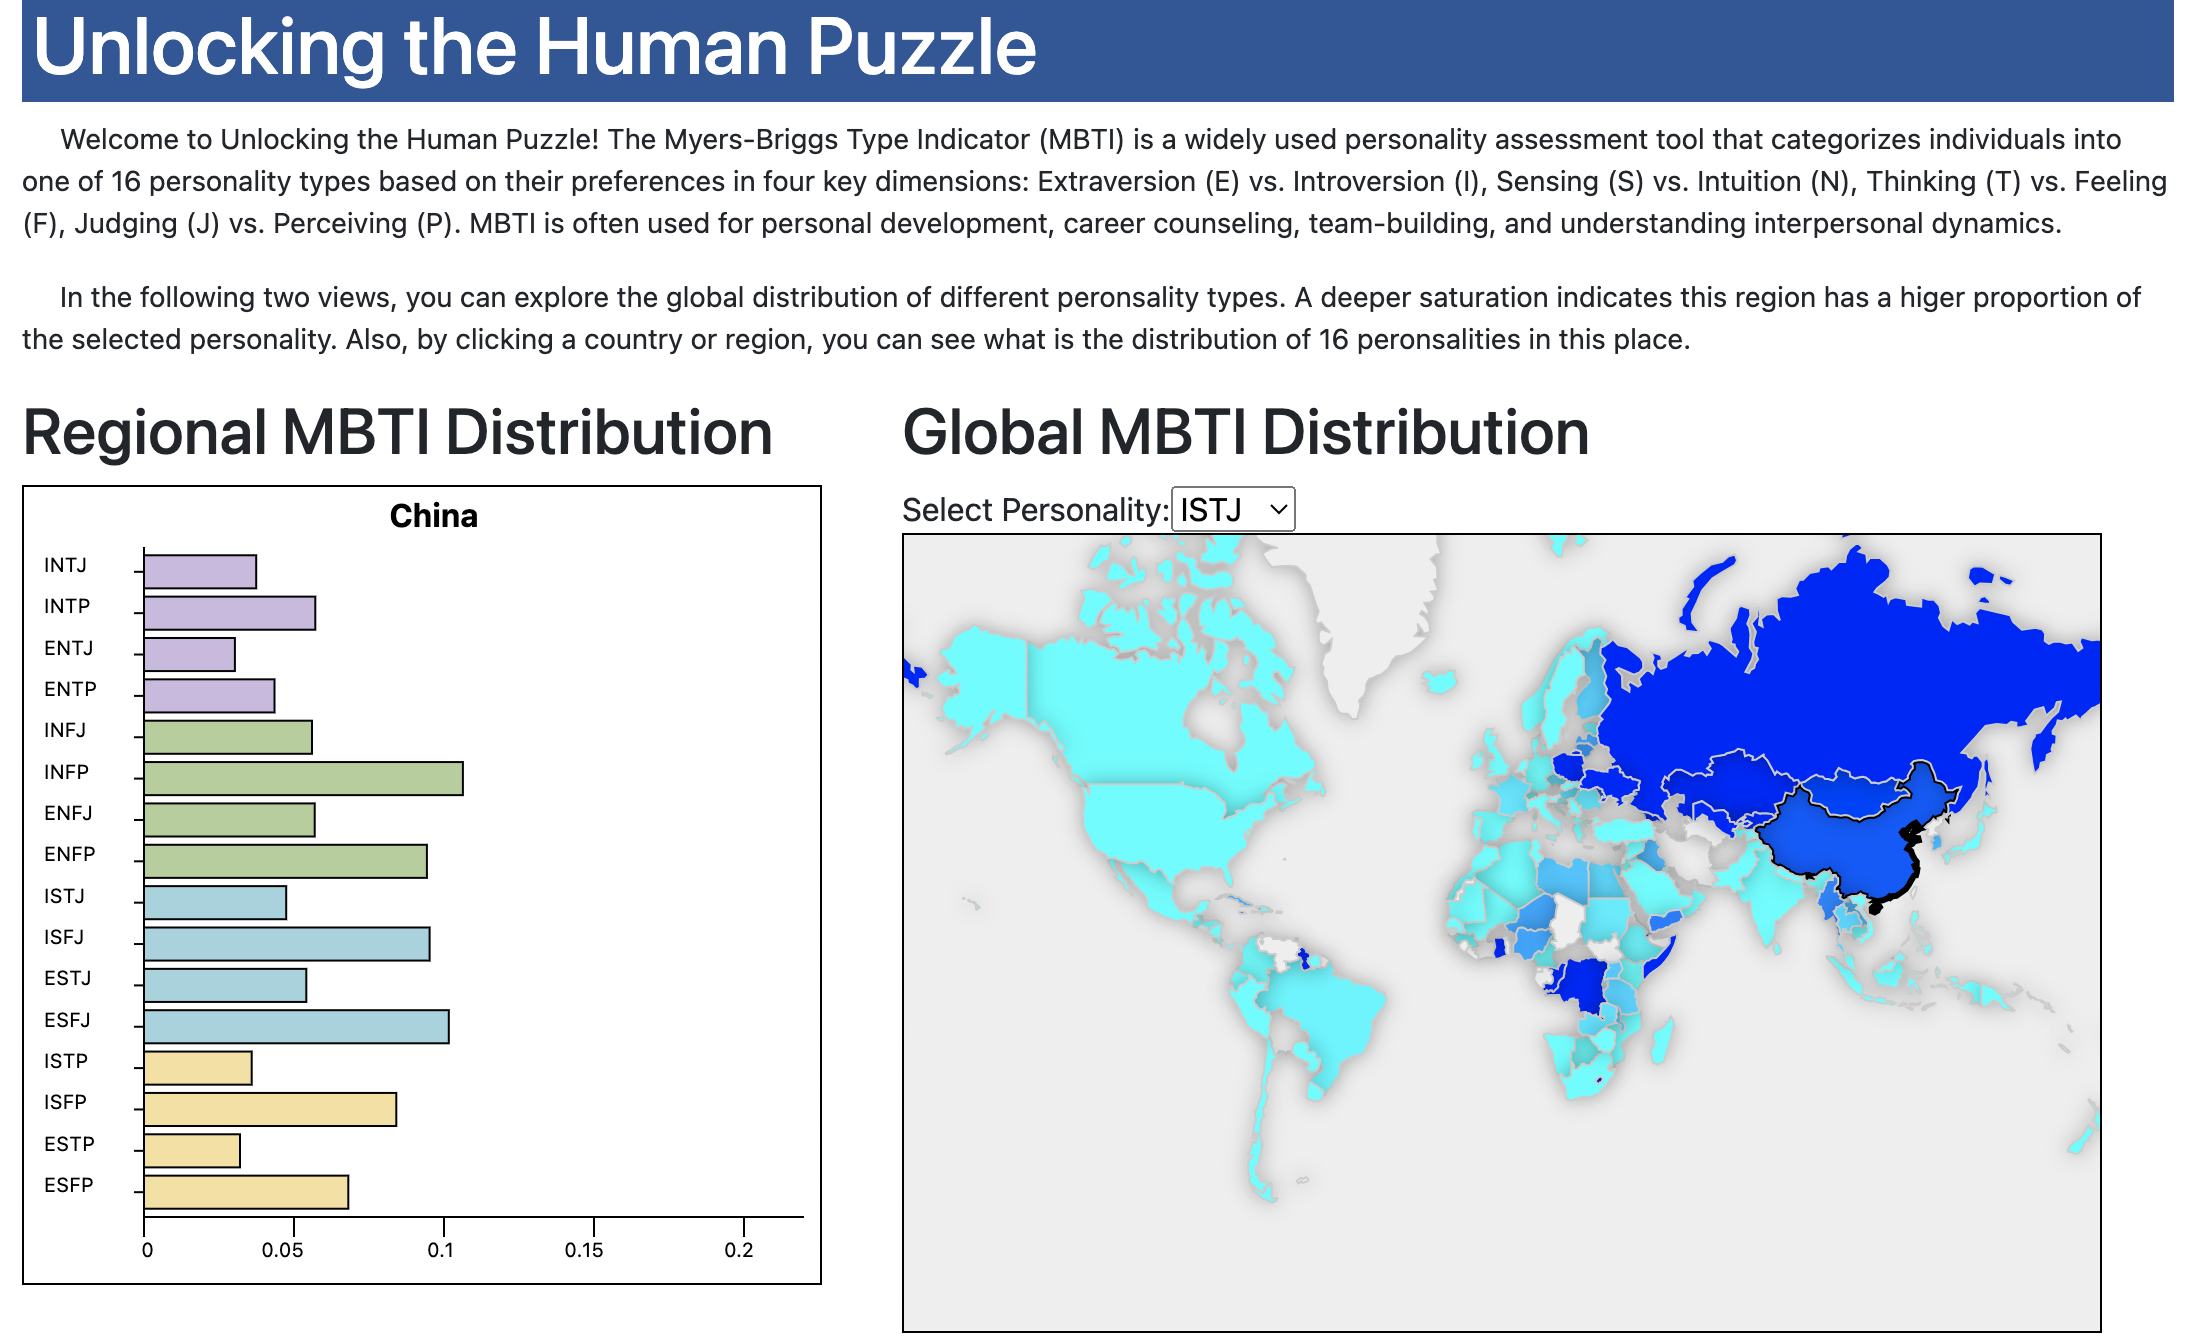 Unlocking the Human Puzzle
Welcome to Unlocking the Human Puzzle! The Myers-Briggs Type Indicator (MBTI) is a widely used personality assessment tool that categorizes individuals into
one of 16 personality types based on their preferences in four key dimensions: Extraversion (E) vs. Introversion (I), Sensing (S) vs. Intuition (N), Thinking (T) vs. Feeling
(F), Judging (J) vs. Perceiving (P). MBTI is often used for personal development, career counseling, team-building, and understanding interpersonal dynamics.
In the following two views, you can explore the global distribution of different peronsality types. A deeper saturation indicates this region has a higer proportion of
the selected personality. Also, by clicking a country or region, you can see what is the distribution of 16 peronsalities in this place.
Regional MBTI Distribution
China
INTJ
INTP
ENTJ
ENTP
INFJ
INFP
ENFJ
ENFP
ISTJ
ISFJ
ESTJ
ESFJ
ISTP
ISFP
ESTP
ESFP
0 0.05 0.1 0.15 0.2
Global MBTI Distribution
Select Personality: ISTJ